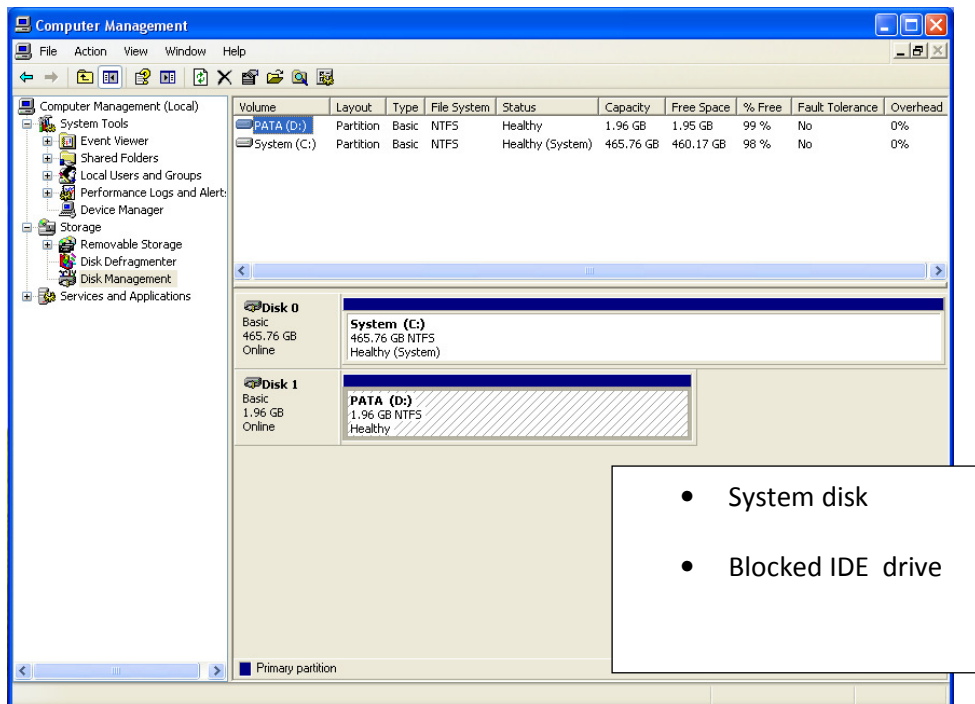 Computer Management
File Action View Window Help
Computer Management (Local)
System Tools
Event Viewer
Shared Folders
Local Users and Groups
Performance Logs and Alert
Device Manager
Storage
Removable Storage
Disk Defragmenter
Disk Management
Services and Applications
Volume Layout Type File System Status Capacity Free Space % Free Fault Tolerance Overhead
PATA (D:) Partition Basic NTFS Healthy 1.96 GB 1.95 GB 99 % No 0%
System (C:) Partition Basic NTFS Healthy (System) 465.76 GB 460.17 GB 98 % No 0%
Disk 0
Basic
465.76 GB
Online
System (C:)
465.76 GB NTFS
Healthy (System)
Disk 1
Basic
1.96 GB
Online
PATA (D:)
1.96 GB NTFS
Healthy
• System disk
• Blocked IDE drive
Primary partition